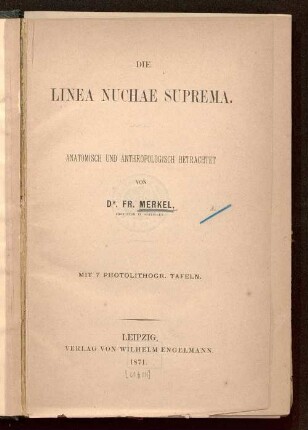 DIE
LINEA NUCHAE SUPREMA.
ANATOMISCH UND ANTHROPOLOGISCH BETRACHTET
VON
DR. FR. MERKEL,
MIT 7 PHOTOLITHOGR. TAFELN.
LEIPZIG,
VERLAG VON WILHELM ENGELMANN
1871.